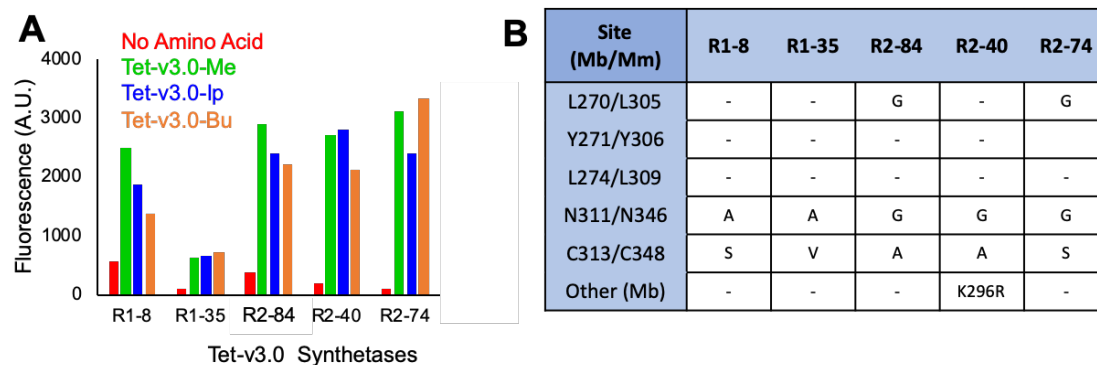 A
No Amino Acid
Tet-v3.0-Me
Tet-v3.0-Ip
Tet-v3.0-Bu
Fluorescence (A.U.)
4000
3000
2000
1000
0
R1-8 R1-35 R2-84 R2-40 R2-74
Tet-v3.0 Synthetases
B
Site (Mb/Mm) R1-8 R1-35 R2-84 R2-40 R2-74
L270/L305 - - G - G
Y271/Y306 - - - -
L274/L309 - - - - -
N311/N346 A A G G G
C313/C348 S V A A S
Other (Mb) - - - K296R -